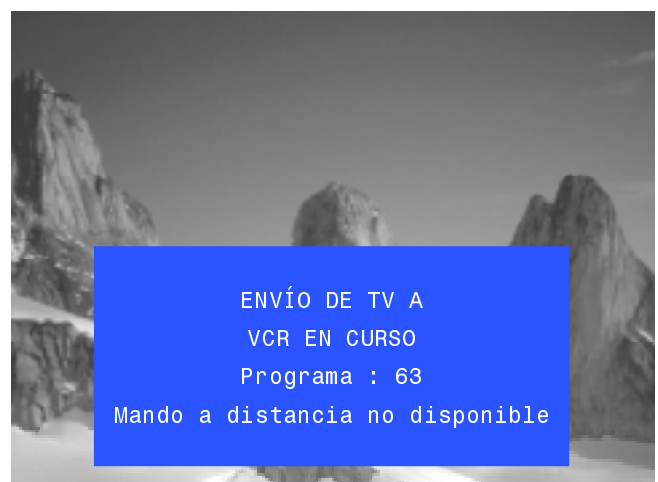 ENVÍO DE TV A
VCR EN CURSO
Programa : 63
Mando a distancia no disponible